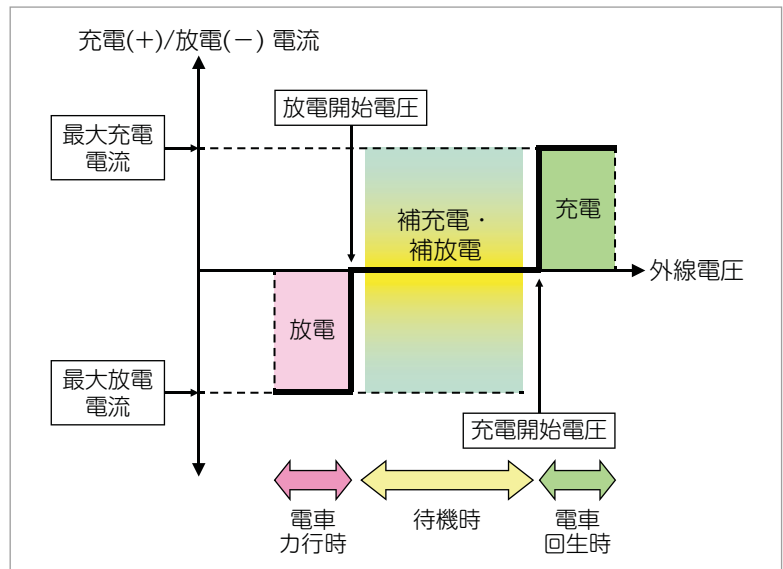 充電(+)/放電(−) 電流
放電開始電圧
最大充電
電流
補充電・
補放電
充電
外線電圧
放電
最大放電
電流
充電開始電圧
電車
力行時
待機時
電車
回生時